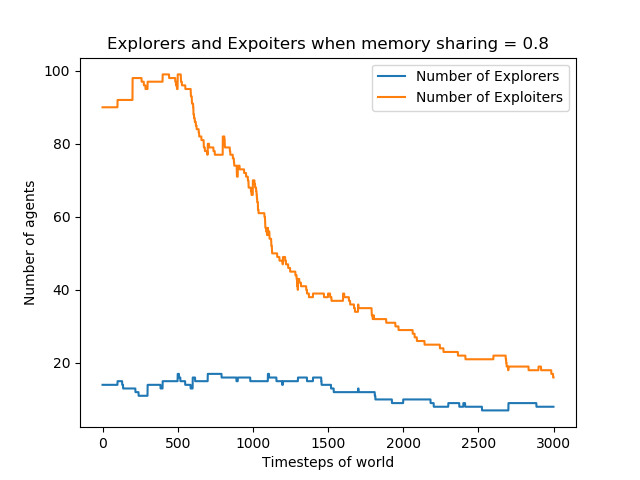 Explorers and Expoiters when memory sharing = 0.8
Number of Explorers
Number of Exploiters
100
80
60
40
20
Number of agents
0 500 1000 1500 2000 2500 3000
Timesteps of world